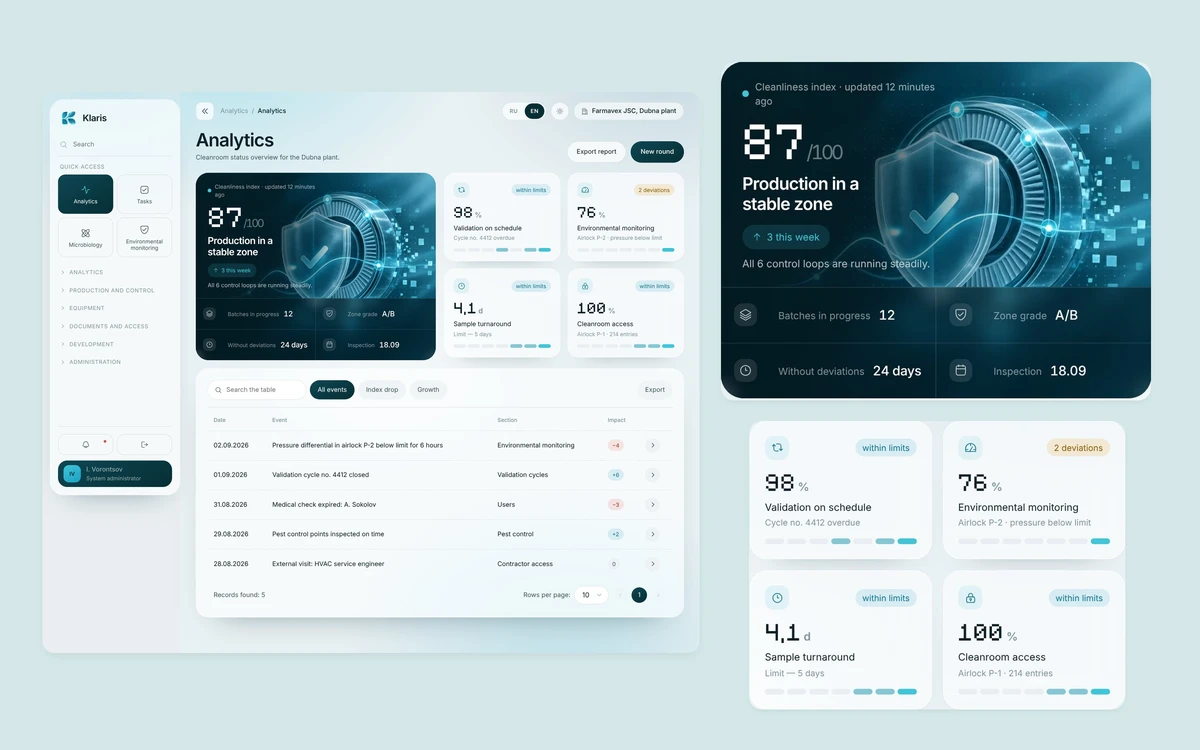 Klaris
Search
QUICK ACCESS
Analytics
Tasks
Microbiology
Environmental
monitoring
ANALYTICS
PRODUCTION AND CONTROL
EQUIPMENT
DOCUMENTS AND ACCESS
DEVELOPMENT
ADMINISTRATION
IV
I. Vorontsov
System administrator
Analytics / Analytics
RU EN
Farmavex JSC, Dubna plant
Analytics
Cleanroom status overview for the Dubna plant.
Export report
New round
Cleanliness index · updated 12 minutes
ago
87/100
Production in a
stable zone
↑ 3 this week
All 6 control loops are running steadily.
Batches in progress 12
Zone grade A/B
Without deviations 24 days
Inspection 18.09
within limits
98 %
Validation on schedule
Cycle no. 4412 overdue
2 deviations
76 %
Environmental monitoring
Airlock P-2 · pressure below limit
within limits
4,1 d
Sample turnaround
Limit — 5 days
within limits
100 %
Cleanroom access
Airlock P-1 · 214 entries
Search the table
All events
Index drop
Growth
Export
Date Event Section Impact
02.09.2026 Pressure differential in airlock P-2 below limit for 6 hours Environmental monitoring −4
01.09.2026 Validation cycle no. 4412 closed Validation cycles +6
31.08.2026 Medical check expired: A. Sokolov Users −3
29.08.2026 Pest control points inspected on time Pest control +2
28.08.2026 External visit: HVAC service engineer Contractor access 0
Records found: 5
Rows per page: 10
1
Cleanliness index · updated 12 minutes
ago
87/100
Production in a
stable zone
↑ 3 this week
All 6 control loops are running steadily.
Batches in progress 12
Zone grade A/B
Without deviations 24 days
Inspection 18.09
within limits
98 %
Validation on schedule
Cycle no. 4412 overdue
2 deviations
76 %
Environmental monitoring
Airlock P-2 · pressure below limit
within limits
4,1 d
Sample turnaround
Limit — 5 days
within limits
100 %
Cleanroom access
Airlock P-1 · 214 entries